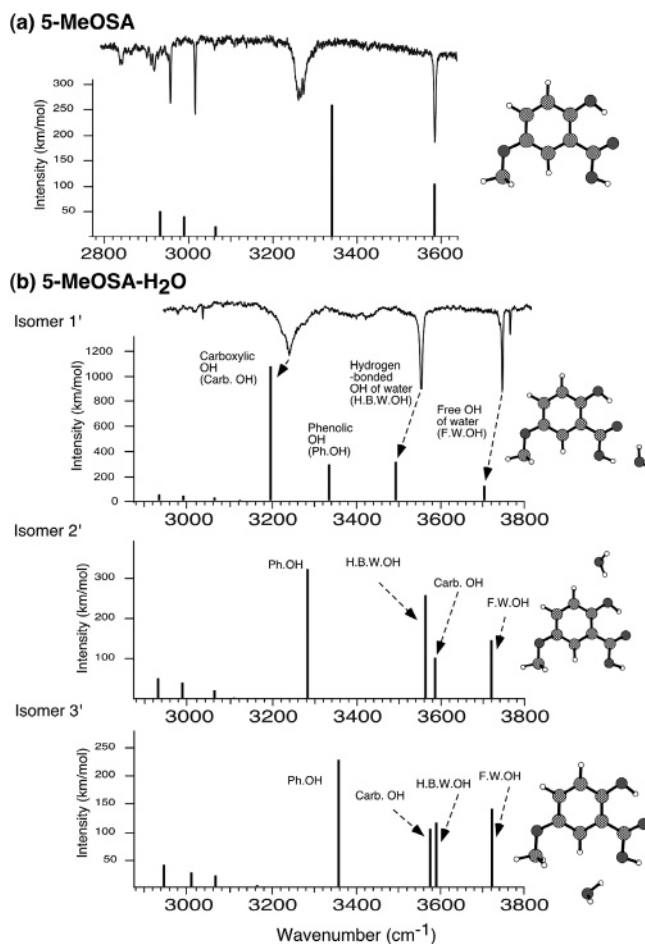 (a) 5-MeOSA
Intensity (km/mol)
300
250
200
150
100
50
2800 3000 3200 3400 3600
(b) 5-MeOSA-H₂O
Isomer 1'
Intensity (km/mol)
1200
1000
800
600
400
200
0
Carboxylic
OH
(Carb. OH)
Phenolic
OH
(Ph.OH)
Hydrogen
-bonded
OH of water
(H.B.W.OH)
Free OH
of water
(F.W.OH)
3000 3200 3400 3600 3800
Isomer 2'
Intensity (km/mol)
300
200
100
Ph.OH
H.B.W.OH
Carb. OH
F.W.OH
3000 3200 3400 3600 3800
Isomer 3'
Intensity (km/mol)
250
200
150
100
50
Ph.OH
Carb. OH
H.B.W.OH
F.W.OH
3000 3200 3400 3600 3800
Wavenumber (cm⁻¹)